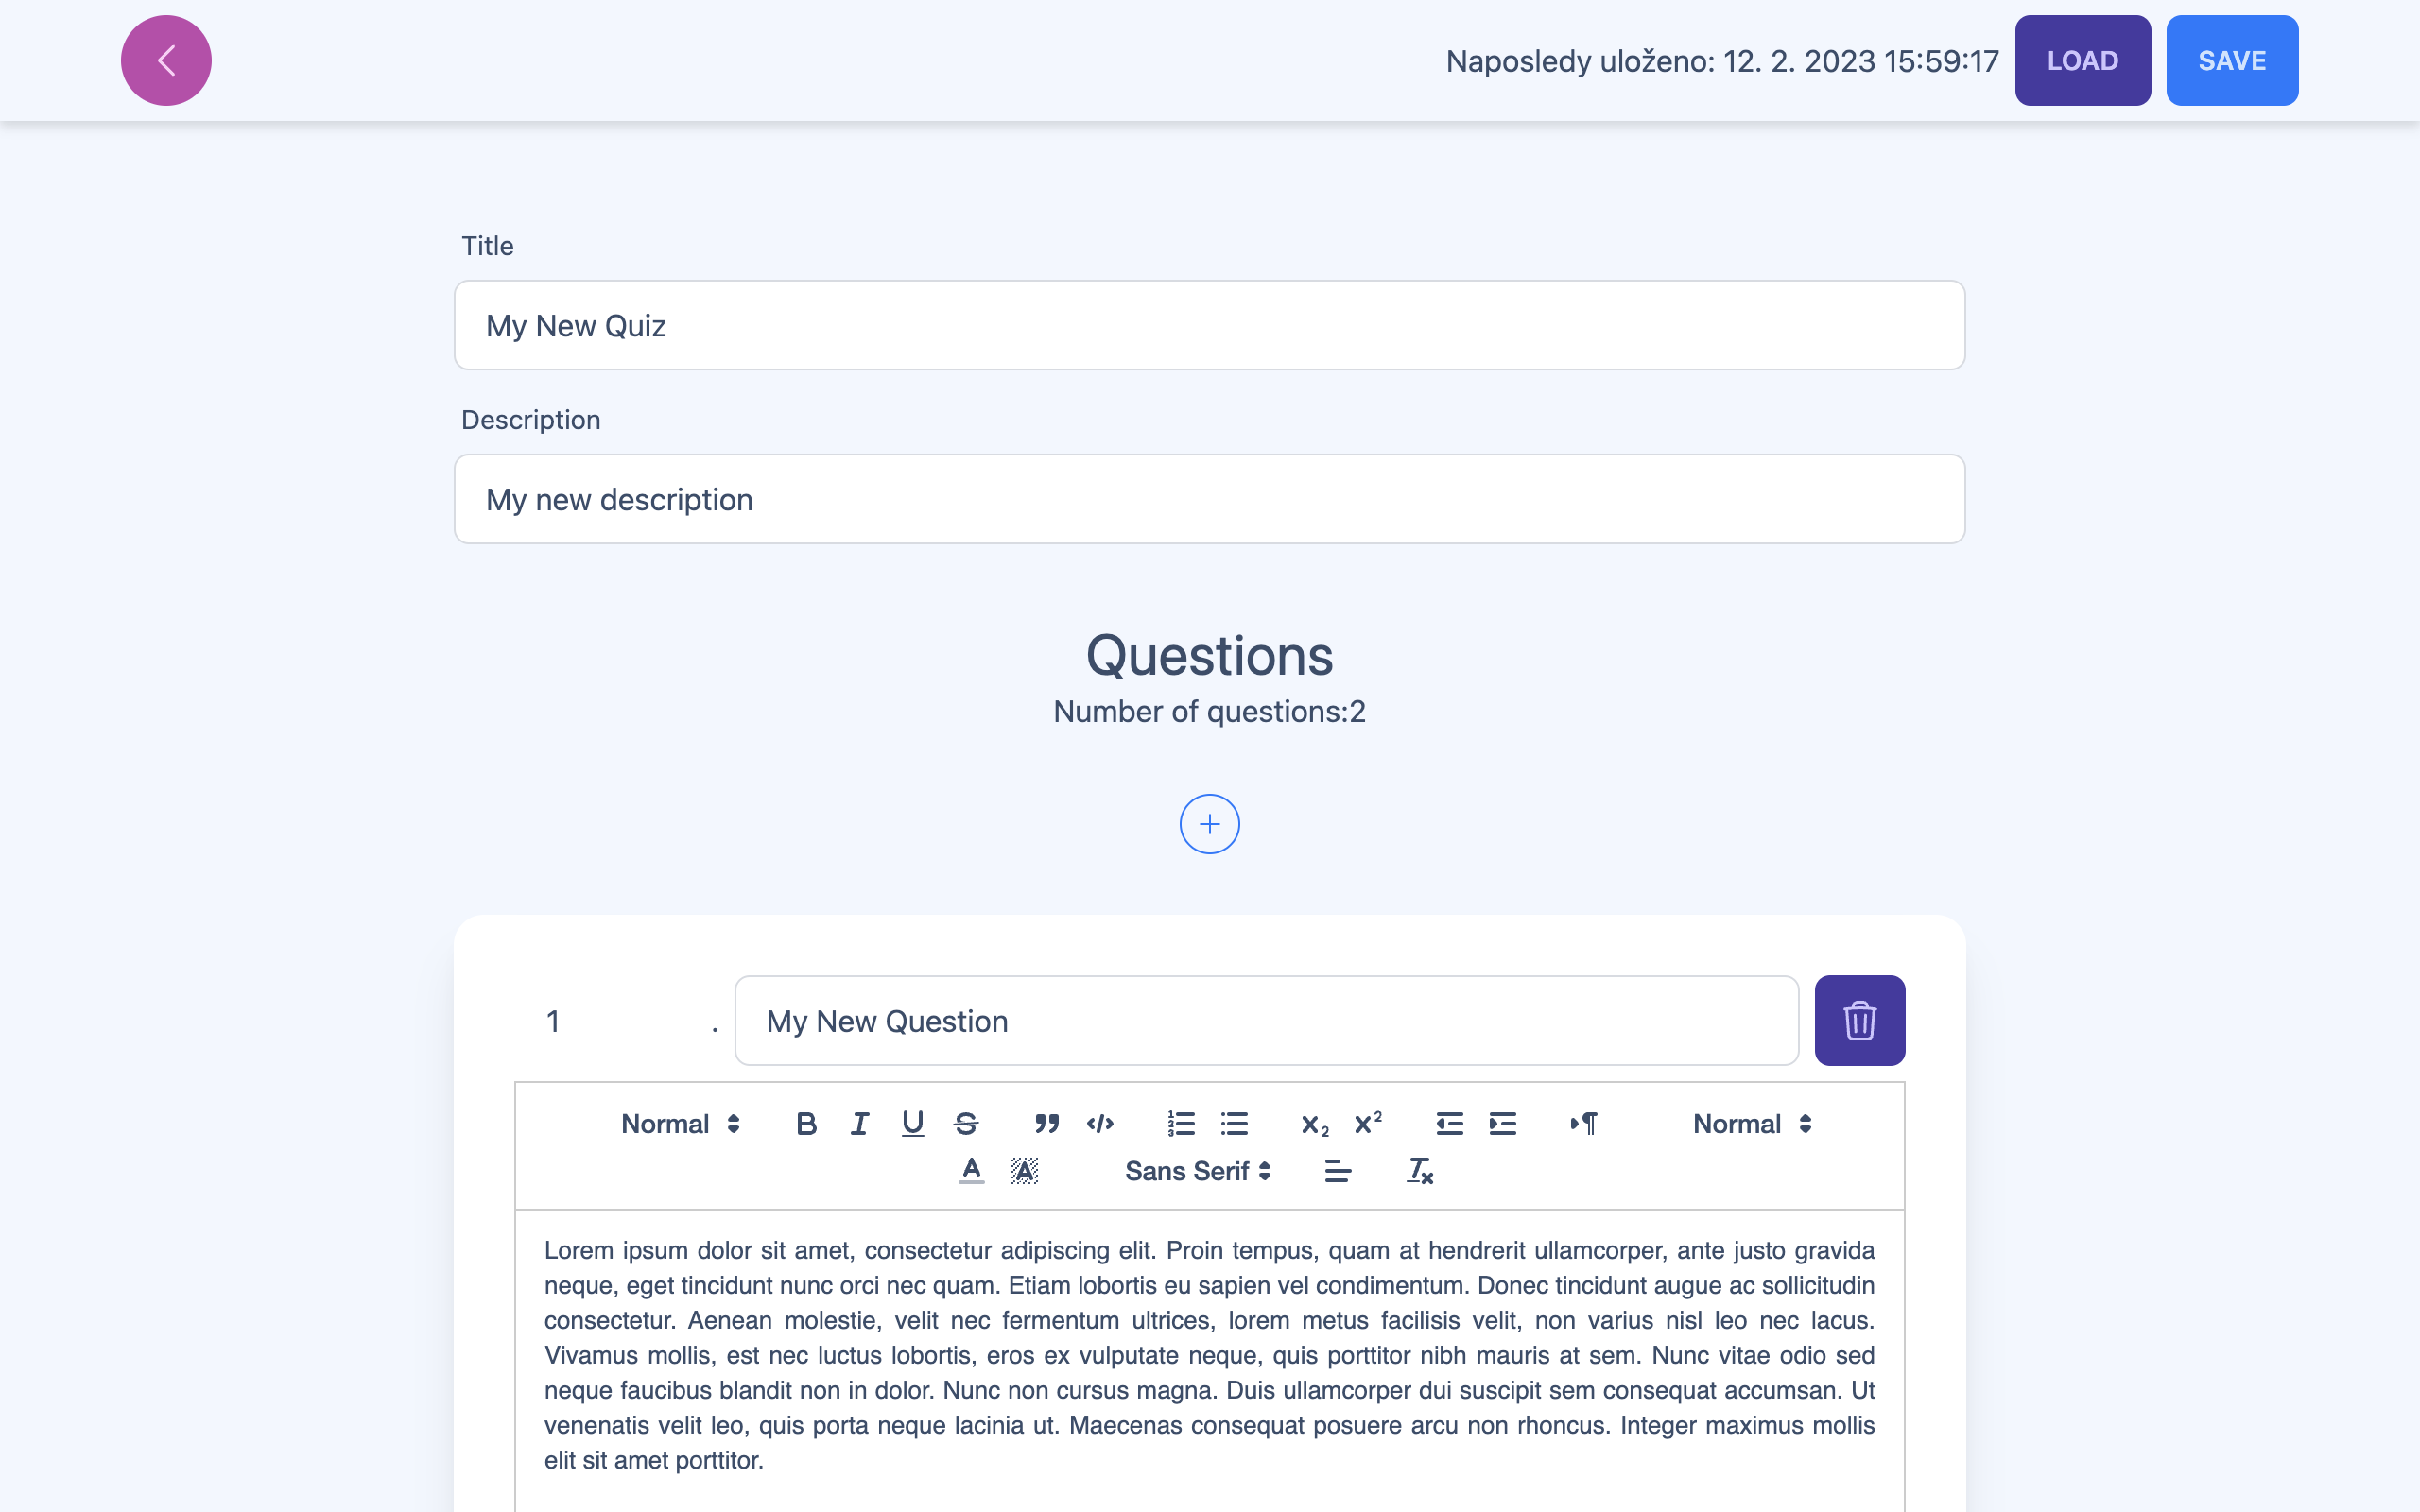 Naposledy uloženo: 12. 2. 2023 15:59:17 LOAD SAVE
Title
My New Quiz
Description
My new description
Questions
Number of questions:2
1 . My New Question
Normal Normal
Sans Serif
Lorem ipsum dolor sit amet, consectetur adipiscing elit. Proin tempus, quam at hendrerit ullamcorper, ante justo gravida
neque, eget tincidunt nunc orci nec quam. Etiam lobortis eu sapien vel condimentum. Donec tincidunt augue ac sollicitudin
consectetur. Aenean molestie, velit nec fermentum ultrices, lorem metus facilisis velit, non varius nisl leo nec lacus.
Vivamus mollis, est nec luctus lobortis, eros ex vulputate neque, quis porttitor nibh mauris at sem. Nunc vitae odio sed
neque faucibus blandit non in dolor. Nunc non cursus magna. Duis ullamcorper dui suscipit sem consequat accumsan. Ut
venenatis velit leo, quis porta neque lacinia ut. Maecenas consequat posuere arcu non rhoncus. Integer maximus mollis
elit sit amet porttitor.